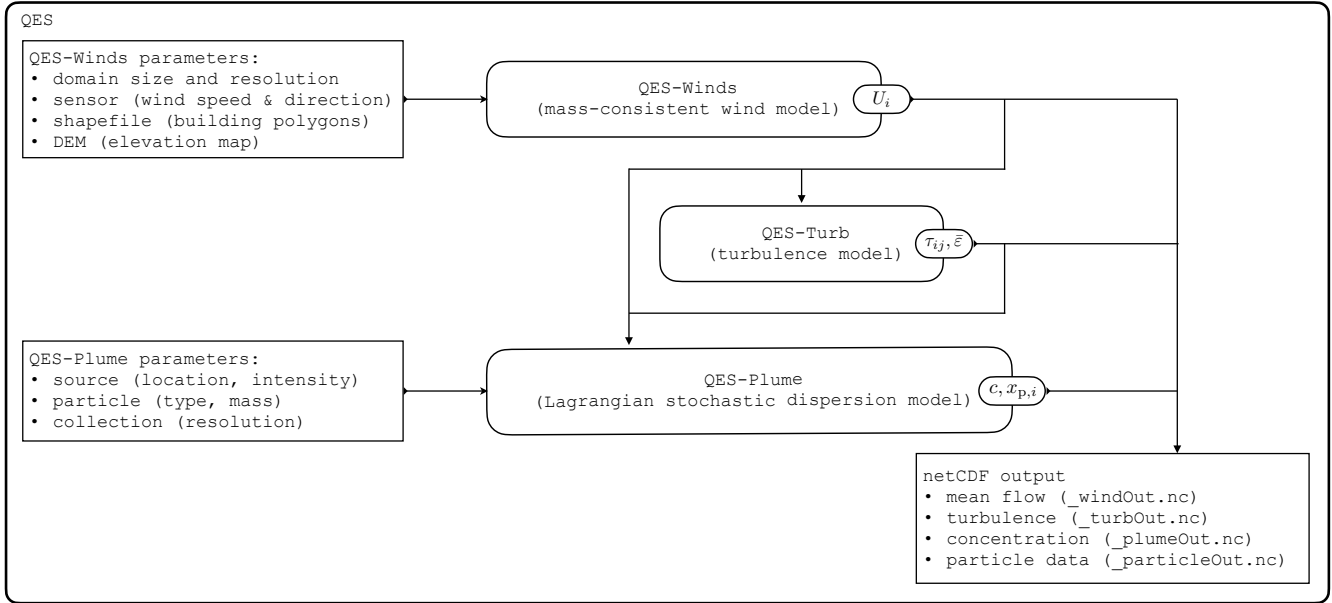 QES
QES-Winds parameters:
• domain size and resolution
• sensor (wind speed & direction)
• shapefile (building polygons)
• DEM (elevation map)
QES-Winds
(mass-consistent wind model)
U_i
QES-Turb
(turbulence model)
τ_{ij}, ε̄
QES-Plume parameters:
• source (location, intensity)
• particle (type, mass)
• collection (resolution)
QES-Plume
(Lagrangian stochastic dispersion model)
c, x_{p,i}
netCDF output
• mean flow (_windOut.nc)
• turbulence (_turbOut.nc)
• concentration (_plumeOut.nc)
• particle data (_particleOut.nc)